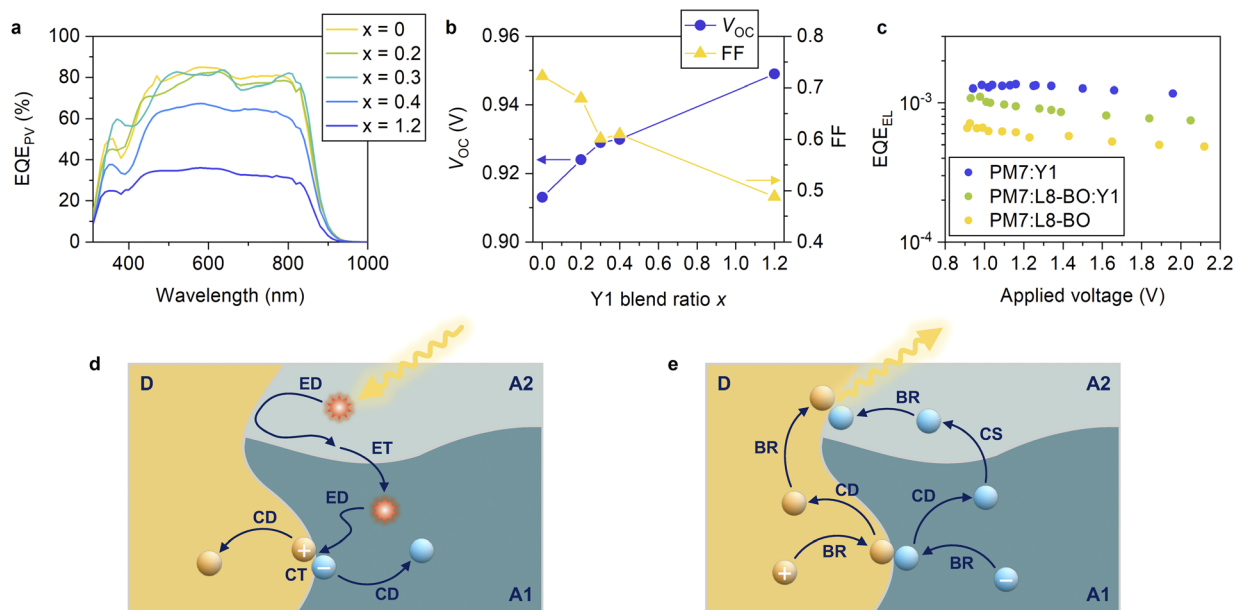 a
100
80
60
40
20
0
EQE_PV (%)
400
600
800
1000
Wavelength (nm)
x = 0
x = 0.2
x = 0.3
x = 0.4
x = 1.2
b
0.96
0.94
0.92
0.90
V_OC (V)
0.0
0.2
0.4
0.6
0.8
1.0
1.2
Y1 blend ratio x
V_OC
FF
0.8
0.7
0.6
0.5
0.4
FF
c
10^-3
10^-4
EQE_EL
0.8
1.0
1.2
1.4
1.6
1.8
2.0
2.2
Applied voltage (V)
PM7:Y1
PM7:L8-BO:Y1
PM7:L8-BO
d
D
A2
ED
ET
ED
CD
+
−
CT
CD
A1
e
D
A2
BR
BR
CS
CD
CD
BR
BR
+
−
A1